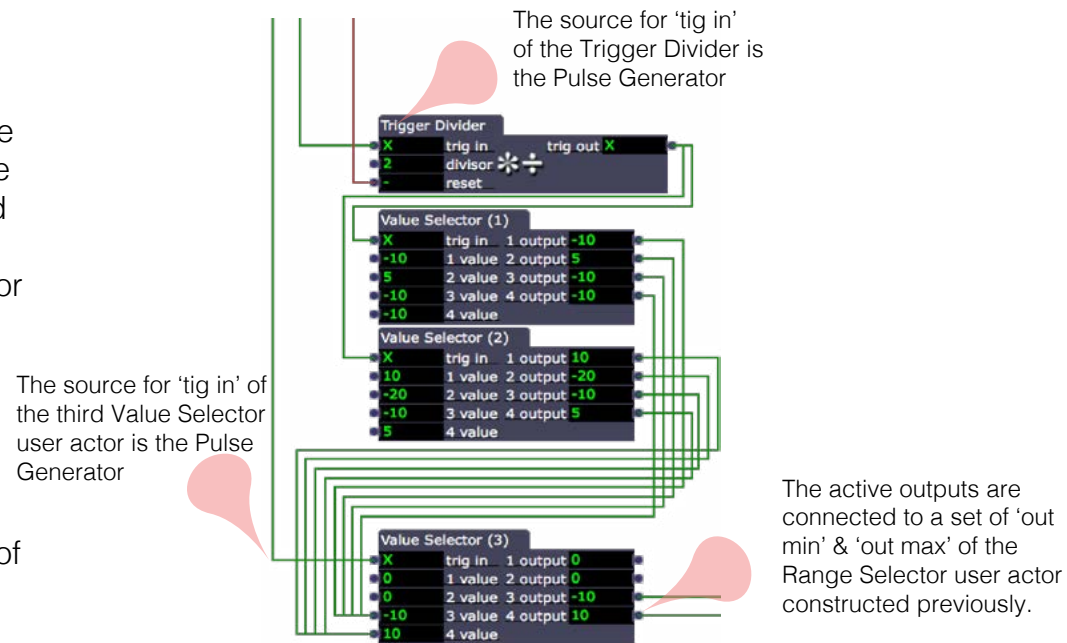 The source for ‘tig in’
of the Trigger Divider is
the Pulse Generator
e
e
d
or
of
Trigger Divider
X trig in trig out X
2 divisor
- reset
Value Selector (1)
X trig in 1 output -10
-10 1 value 2 output 5
5 2 value 3 output -10
-10 3 value 4 output -10
-10 4 value
Value Selector (2)
X trig in 1 output 10
10 1 value 2 output -20
-20 2 value 3 output -10
-10 3 value 4 output 5
5 4 value
The source for ‘tig in’ of
the third Value Selector
user actor is the Pulse
Generator
Value Selector (3)
X trig in 1 output 0
0 1 value 2 output 0
0 2 value 3 output -10
-10 3 value 4 output 10
10 4 value
The active outputs are
connected to a set of ‘out
min’ & ‘out max’ of the
Range Selector user actor
constructed previously.